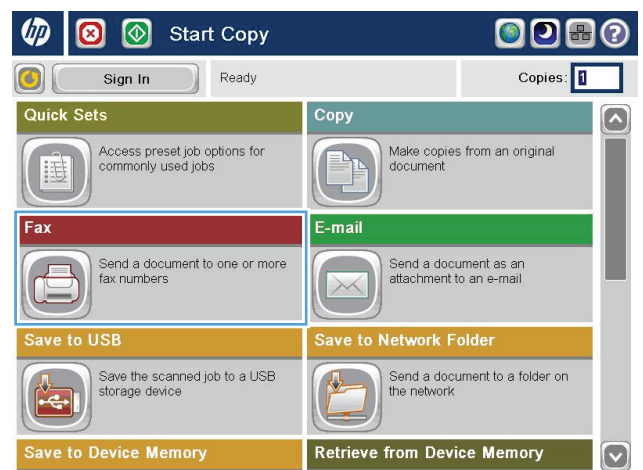 hp
Start Copy
?
Sign In
Ready
Copies: 1
Quick Sets
Access preset job options for
commonly used jobs
Copy
Make copies from an original
document
Fax
Send a document to one or more
fax numbers
E-mail
Send a document as an
attachment to an e-mail
Save to USB
Save the scanned job to a USB
storage device
Save to Network Folder
Send a document to a folder on
the network
Save to Device Memory
Retrieve from Device Memory